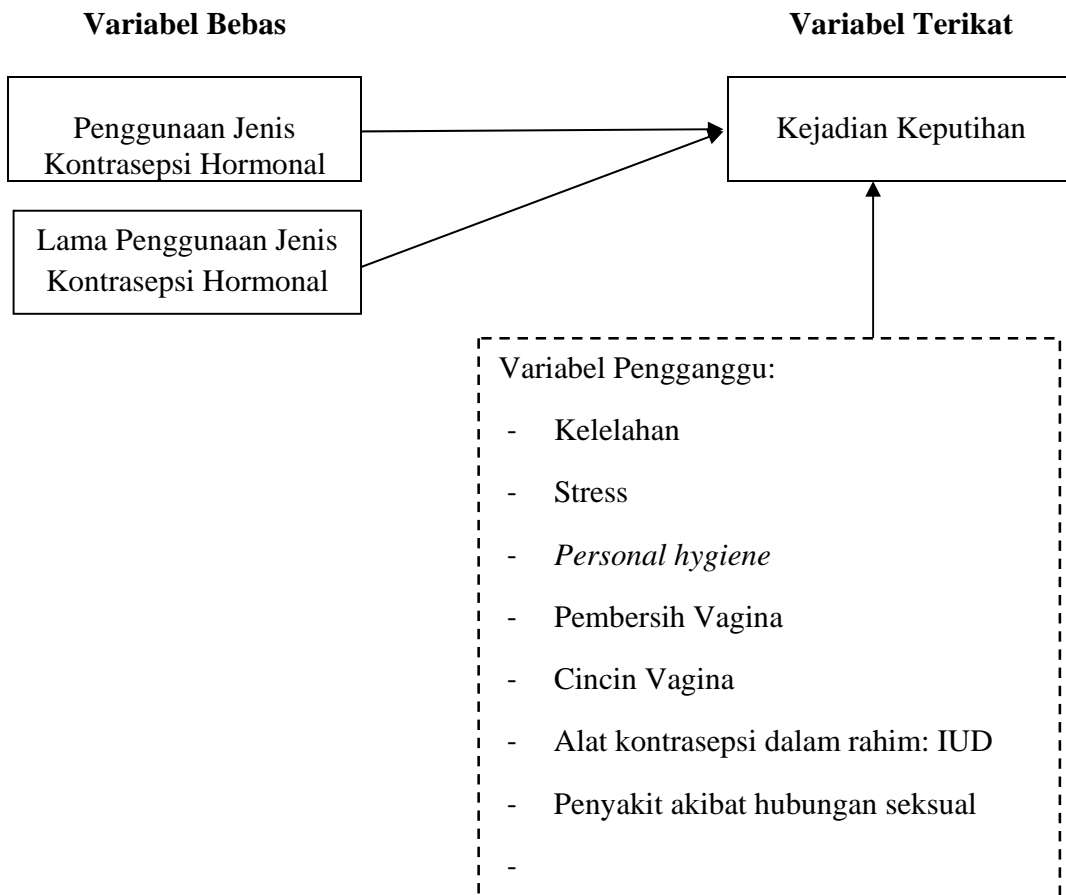 Variabel Bebas
Variabel Terikat
Penggunaan Jenis
Kontrasepsi Hormonal
Kejadian Keputihan
Lama Penggunaan Jenis
Kontrasepsi Hormonal
Variabel Pengganggu:
- Kelelahan
- Stress
- Personal hygiene
- Pembersih Vagina
- Cincin Vagina
- Alat kontrasepsi dalam rahim: IUD
- Penyakit akibat hubungan seksual
-